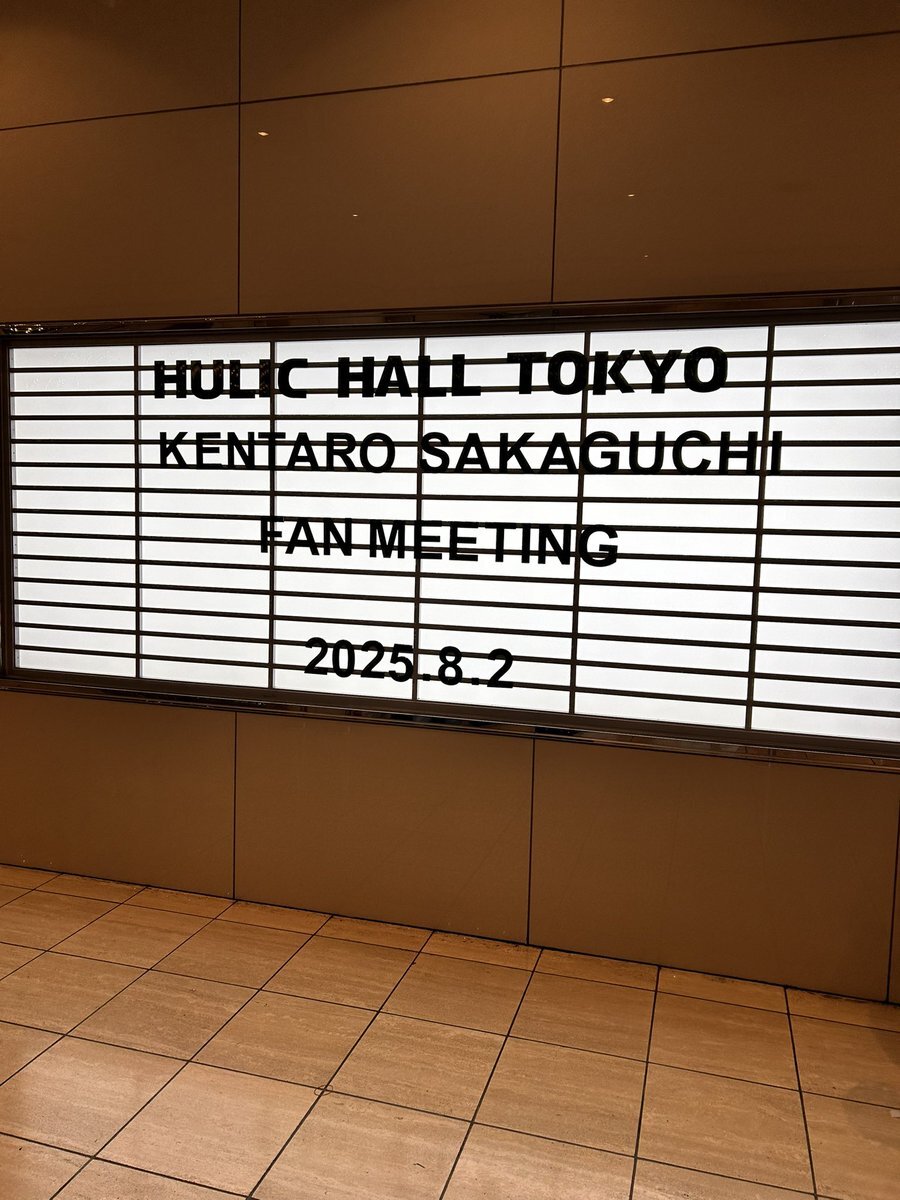 HULIC HALL TOKYO
KENTARO SAKAGUCHI
FAN MEETING
2025.8.2